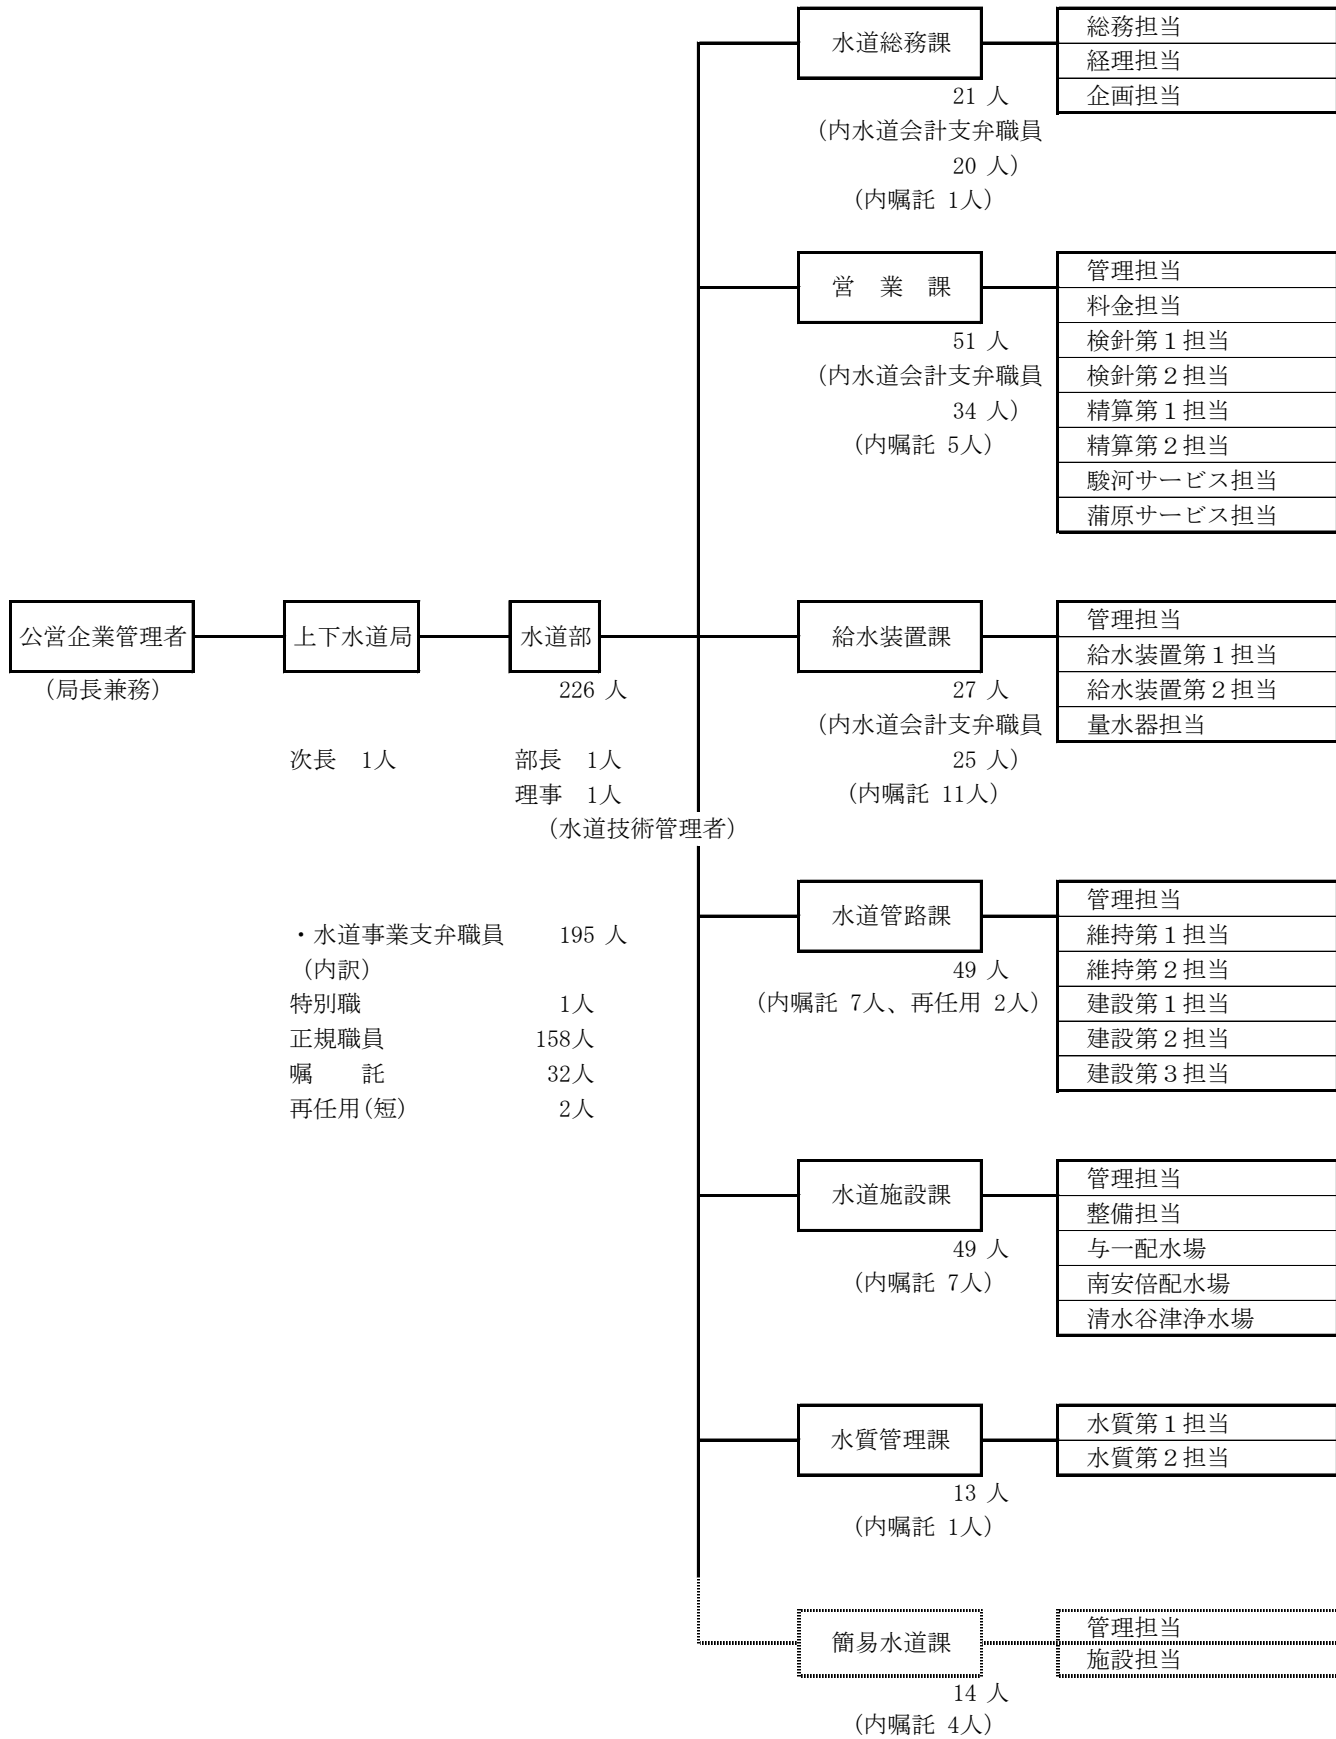 水道総務課
21 人
(内水道会計支弁職員
20 人)
(内嘱託 1人)
総務担当
経理担当
企画担当
営 業 課
51 人
(内水道会計支弁職員
34 人)
(内嘱託 5人)
管理担当
料金担当
検針第1担当
検針第2担当
精算第1担当
精算第2担当
駿河サービス担当
蒲原サービス担当
公営企業管理者
(局長兼務)
上下水道局
次長 1人
水道部
226 人
部長 1人
理事 1人
(水道技術管理者)
・水道事業支弁職員 195 人
(内訳)
特別職 1人
正規職員 158人
嘱 託 32人
再任用(短) 2人
給水装置課
27 人
(内水道会計支弁職員
25 人)
(内嘱託 11人)
管理担当
給水装置第1担当
給水装置第2担当
量水器担当
水道管路課
49 人
(内嘱託 7人、再任用 2人)
管理担当
維持第1担当
維持第2担当
建設第1担当
建設第2担当
建設第3担当
水道施設課
49 人
(内嘱託 7人)
管理担当
整備担当
与一配水場
南安倍配水場
清水谷津浄水場
水質管理課
13 人
(内嘱託 1人)
水質第1担当
水質第2担当
簡易水道課
14 人
(内嘱託 4人)
管理担当
施設担当